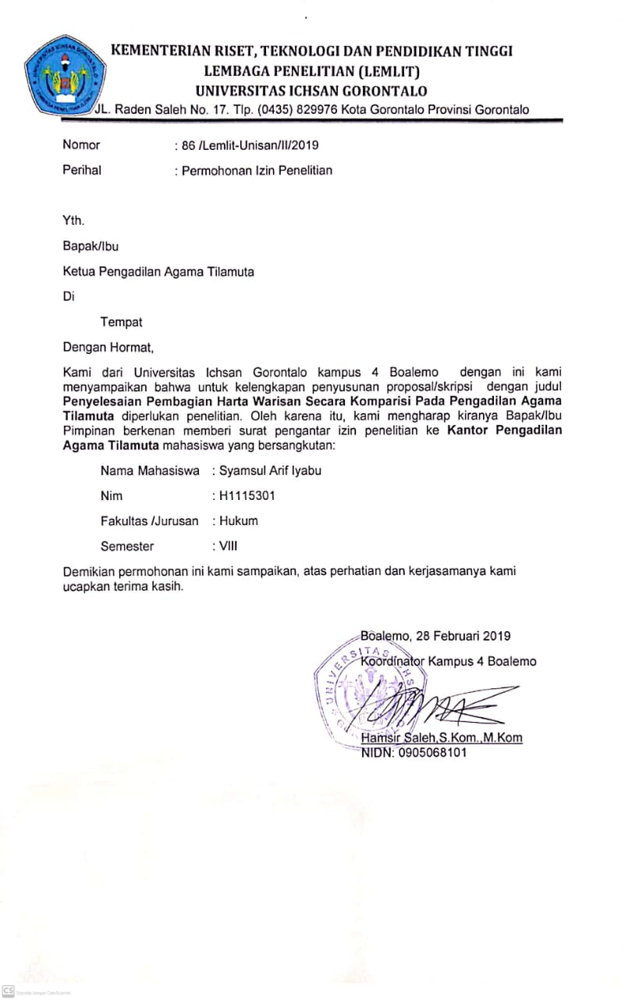 KEMENTERIAN RISET, TEKNOLOGI DAN PENDIDIKAN TINGGI
LEMBAGA PENELITIAN (LEMLIT)
UNIVERSITAS ICHSAN GORONTALO
JL. Raden Saleh No. 17. Tlp. (0435) 829976 Kota Gorontalo Provinsi Gorontalo
Nomor : 86 /Lemlit-Unisan/II/2019
Perihal : Permohonan Izin Penelitian
Yth.
Bapak/Ibu
Ketua Pengadilan Agama Tilamuta
Di
Tempat
Dengan Hormat,
Kami dari Universitas Ichsan Gorontalo kampus 4 Boalemo dengan ini kami
menyampaikan bahwa untuk kelengkapan penyusunan proposal/skripsi dengan judul
Penyelesaian Pembagian Harta Warisan Secara Komparisi Pada Pengadilan Agama
Tilamuta diperlukan penelitian. Oleh karena itu, kami mengharap kiranya Bapak/Ibu
Pimpinan berkenan memberi surat pengantar izin penelitian ke Kantor Pengadilan
Agama Tilamuta mahasiswa yang bersangkutan:
Nama Mahasiswa : Syamsul Arif Iyabu
Nim : H1115301
Fakultas /Jurusan : Hukum
Semester : VIII
Demikian permohonan ini kami sampaikan, atas perhatian dan kerjasamanya kami
ucapkan terima kasih.
Boalemo, 28 Februari 2019
Koordinator Kampus 4 Boalemo
UNIVERSITAS
Hamsir Saleh,S.Kom.,M.Kom
NIDN: 0905068101
CS